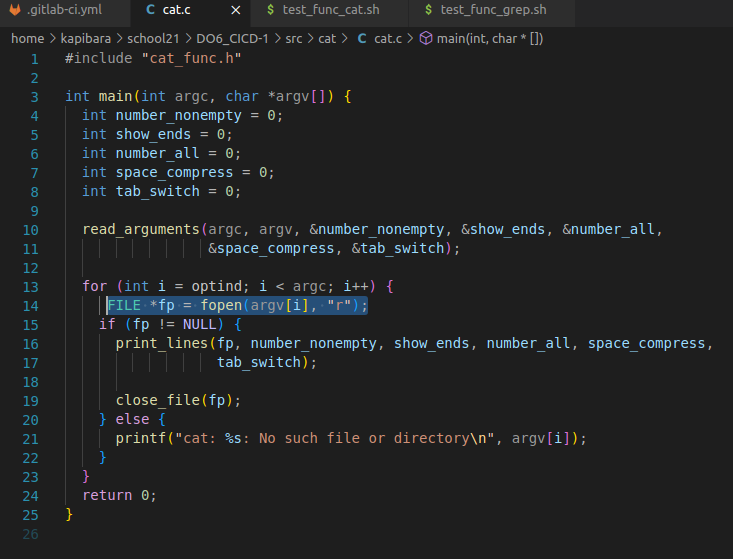 .gitlab-ci.yml C cat.c × $ test_func_cat.sh $ test_func_grep.sh
home > kapibara > school21 > DO6_CICD-1 > src > cat > C cat.c > main(int, char * [])
1 #include "cat_func.h"
2
3 int main(int argc, char *argv[]) {
4 int number_nonempty = 0;
5 int show_ends = 0;
6 int number_all = 0;
7 int space_compress = 0;
8 int tab_switch = 0;
9
10 read_arguments(argc, argv, &number_nonempty, &show_ends, &number_all,
11 &space_compress, &tab_switch);
12
13 for (int i = optind; i < argc; i++) {
14 FILE *fp = fopen(argv[i], "r");
15 if (fp != NULL) {
16 print_lines(fp, number_nonempty, show_ends, number_all, space_compress,
17 tab_switch);
18
19 close_file(fp);
20 } else {
21 printf("cat: %s: No such file or directory\n", argv[i]);
22 }
23 }
24 return 0;
25 }
26